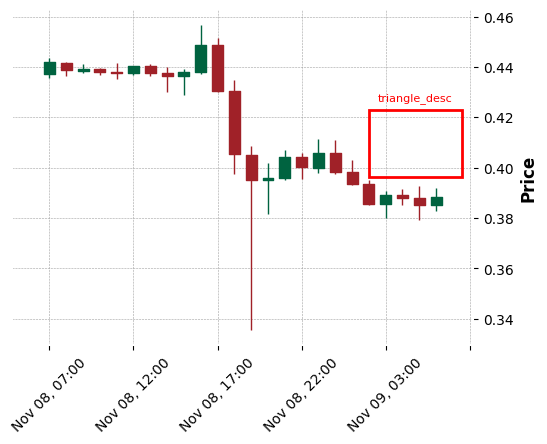 0.46
0.44
triangle_desc
0.42
0.40
0.38
0.36
0.34
Price
Nov 08, 07:00
Nov 08, 12:00
Nov 08, 17:00
Nov 08, 22:00
Nov 09, 03:00